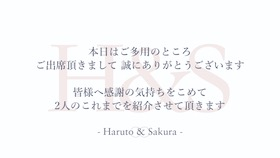 H&S
本日はご多用のところ
ご出席頂きまして 誠にありがとうございます
皆様へ感謝の気持ちをこめて
2人のこれまでを紹介させて頂きます
- Haruto & Sakura -